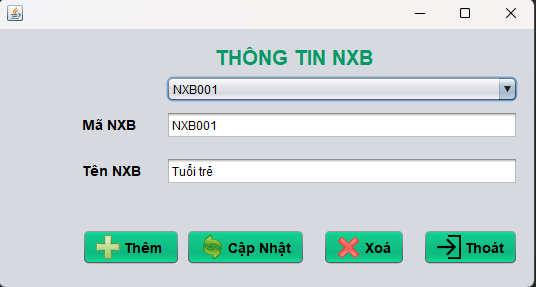 THÔNG TIN NXB
NXB001
Mã NXB NXB001
Tên NXB Tuổi trẻ
Thêm Cập Nhật Xoá Thoát